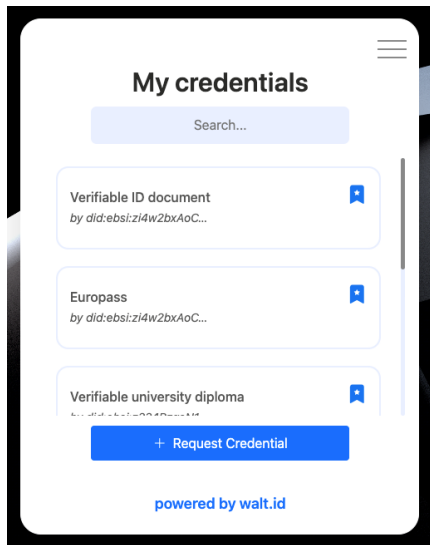 My credentials
Search...
Verifiable ID document
by did:ebsi:zi4w2bxAoC...
Europass
by did:ebsi:zi4w2bxAoC...
Verifiable university diploma
+ Request Credential
powered by walt.id